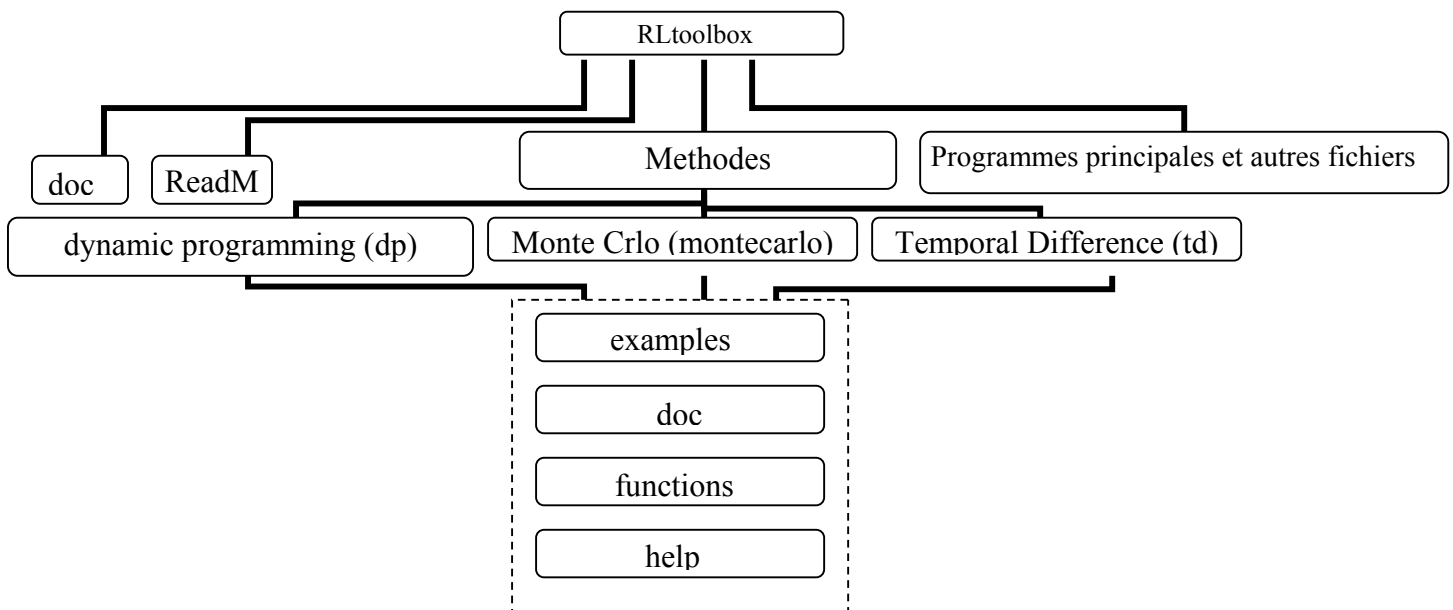 RLtoolbox
doc
ReadM
Methodes
Programmes principales et autres fichiers
dynamic programming (dp)
Monte Crlo (montecarlo)
Temporal Difference (td)
examples
doc
functions
help